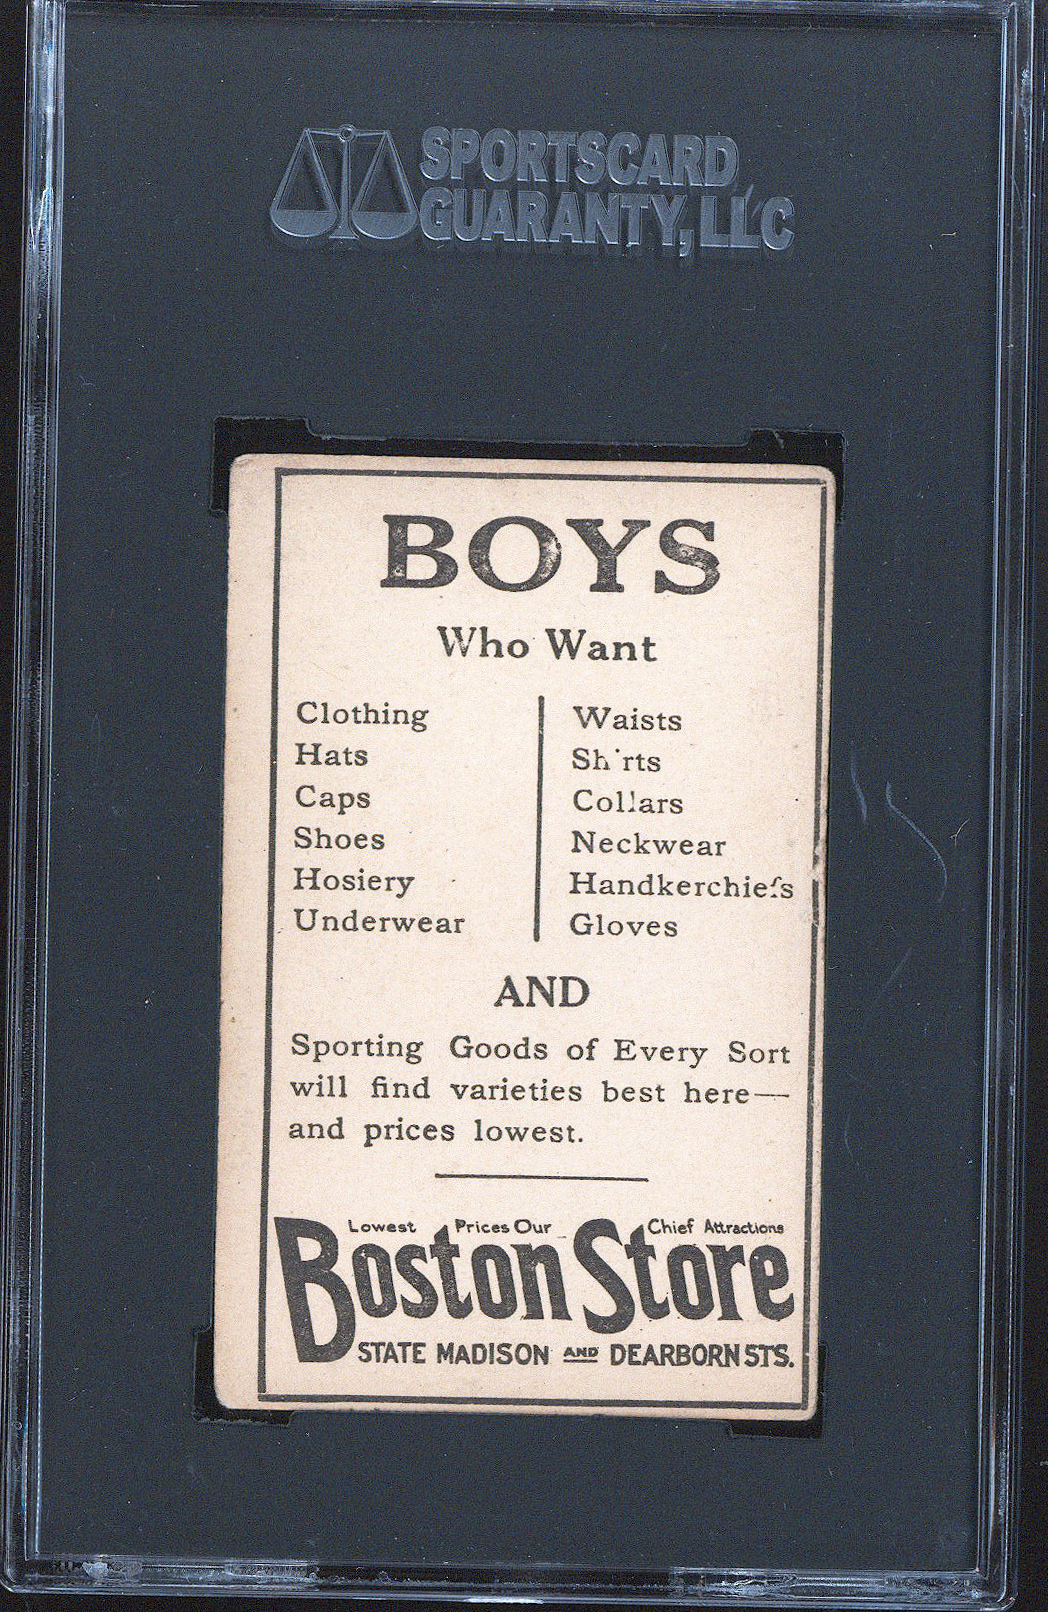 SPORTSCARD
GUARANTY, LLC
BOYS
Who Want
Clothing
Hats
Caps
Shoes
Hosiery
Underwear
Waists
Shirts
Collars
Neckwear
Handkerchiefs
Gloves
AND
Sporting Goods of Every Sort
will find varieties best here—
and prices lowest.
Lowest Prices Our Chief Attractions
Boston Store
STATE MADISON AND DEARBORN STS.